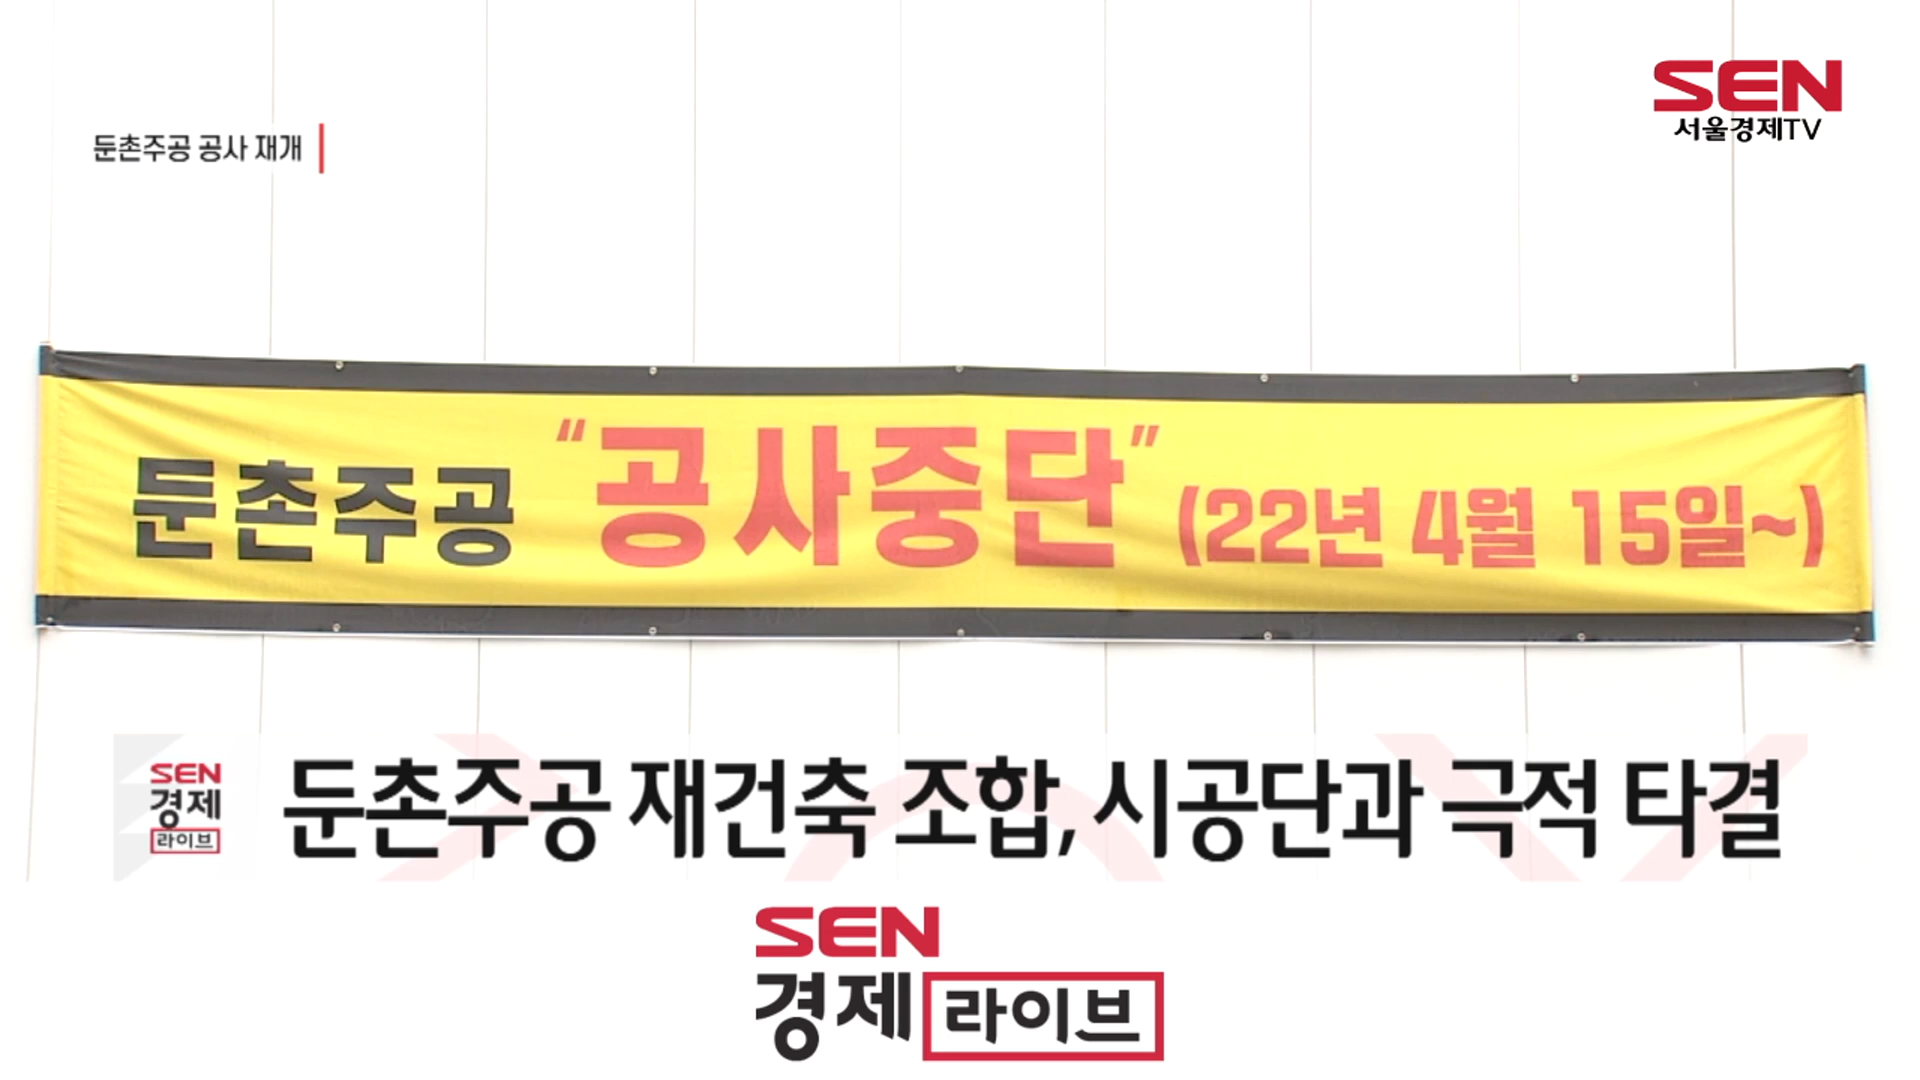 SEN
서울경제TV
둔촌주공 공사 재개
둔촌주공 “공사중단” (22년 4월 15일~)
SEN
경제
라이브
둔촌주공 재건축 조합, 시공단과 극적 타결
SEN
경제 라이브